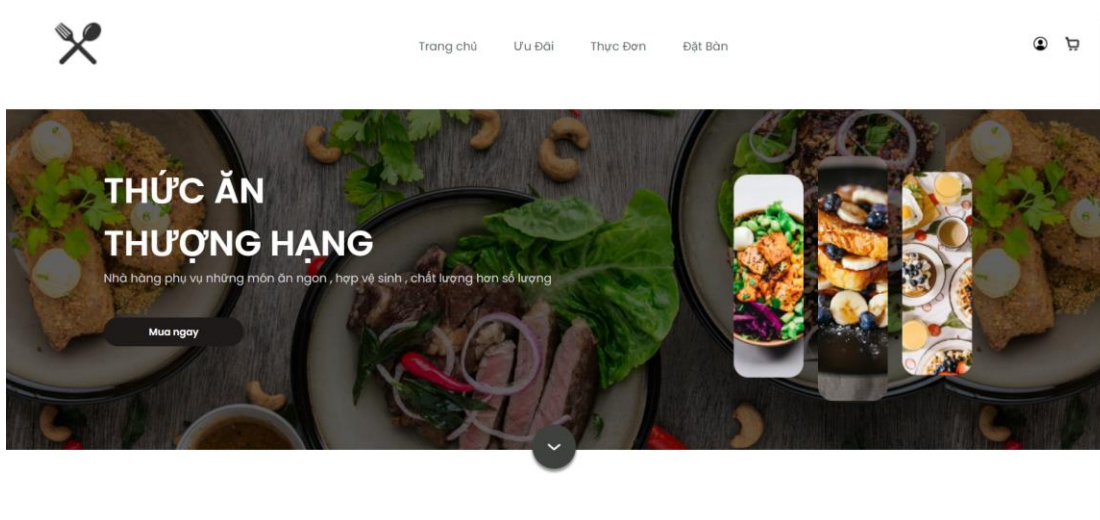 Trang chủ Ưu Đãi Thực Đơn Đặt Bàn
THỨC ĂN
THƯỢNG HẠNG
Nhà hàng phụ vụ những món ăn ngon , hợp vệ sinh , chất lượng hơn số lượng
Mua ngay